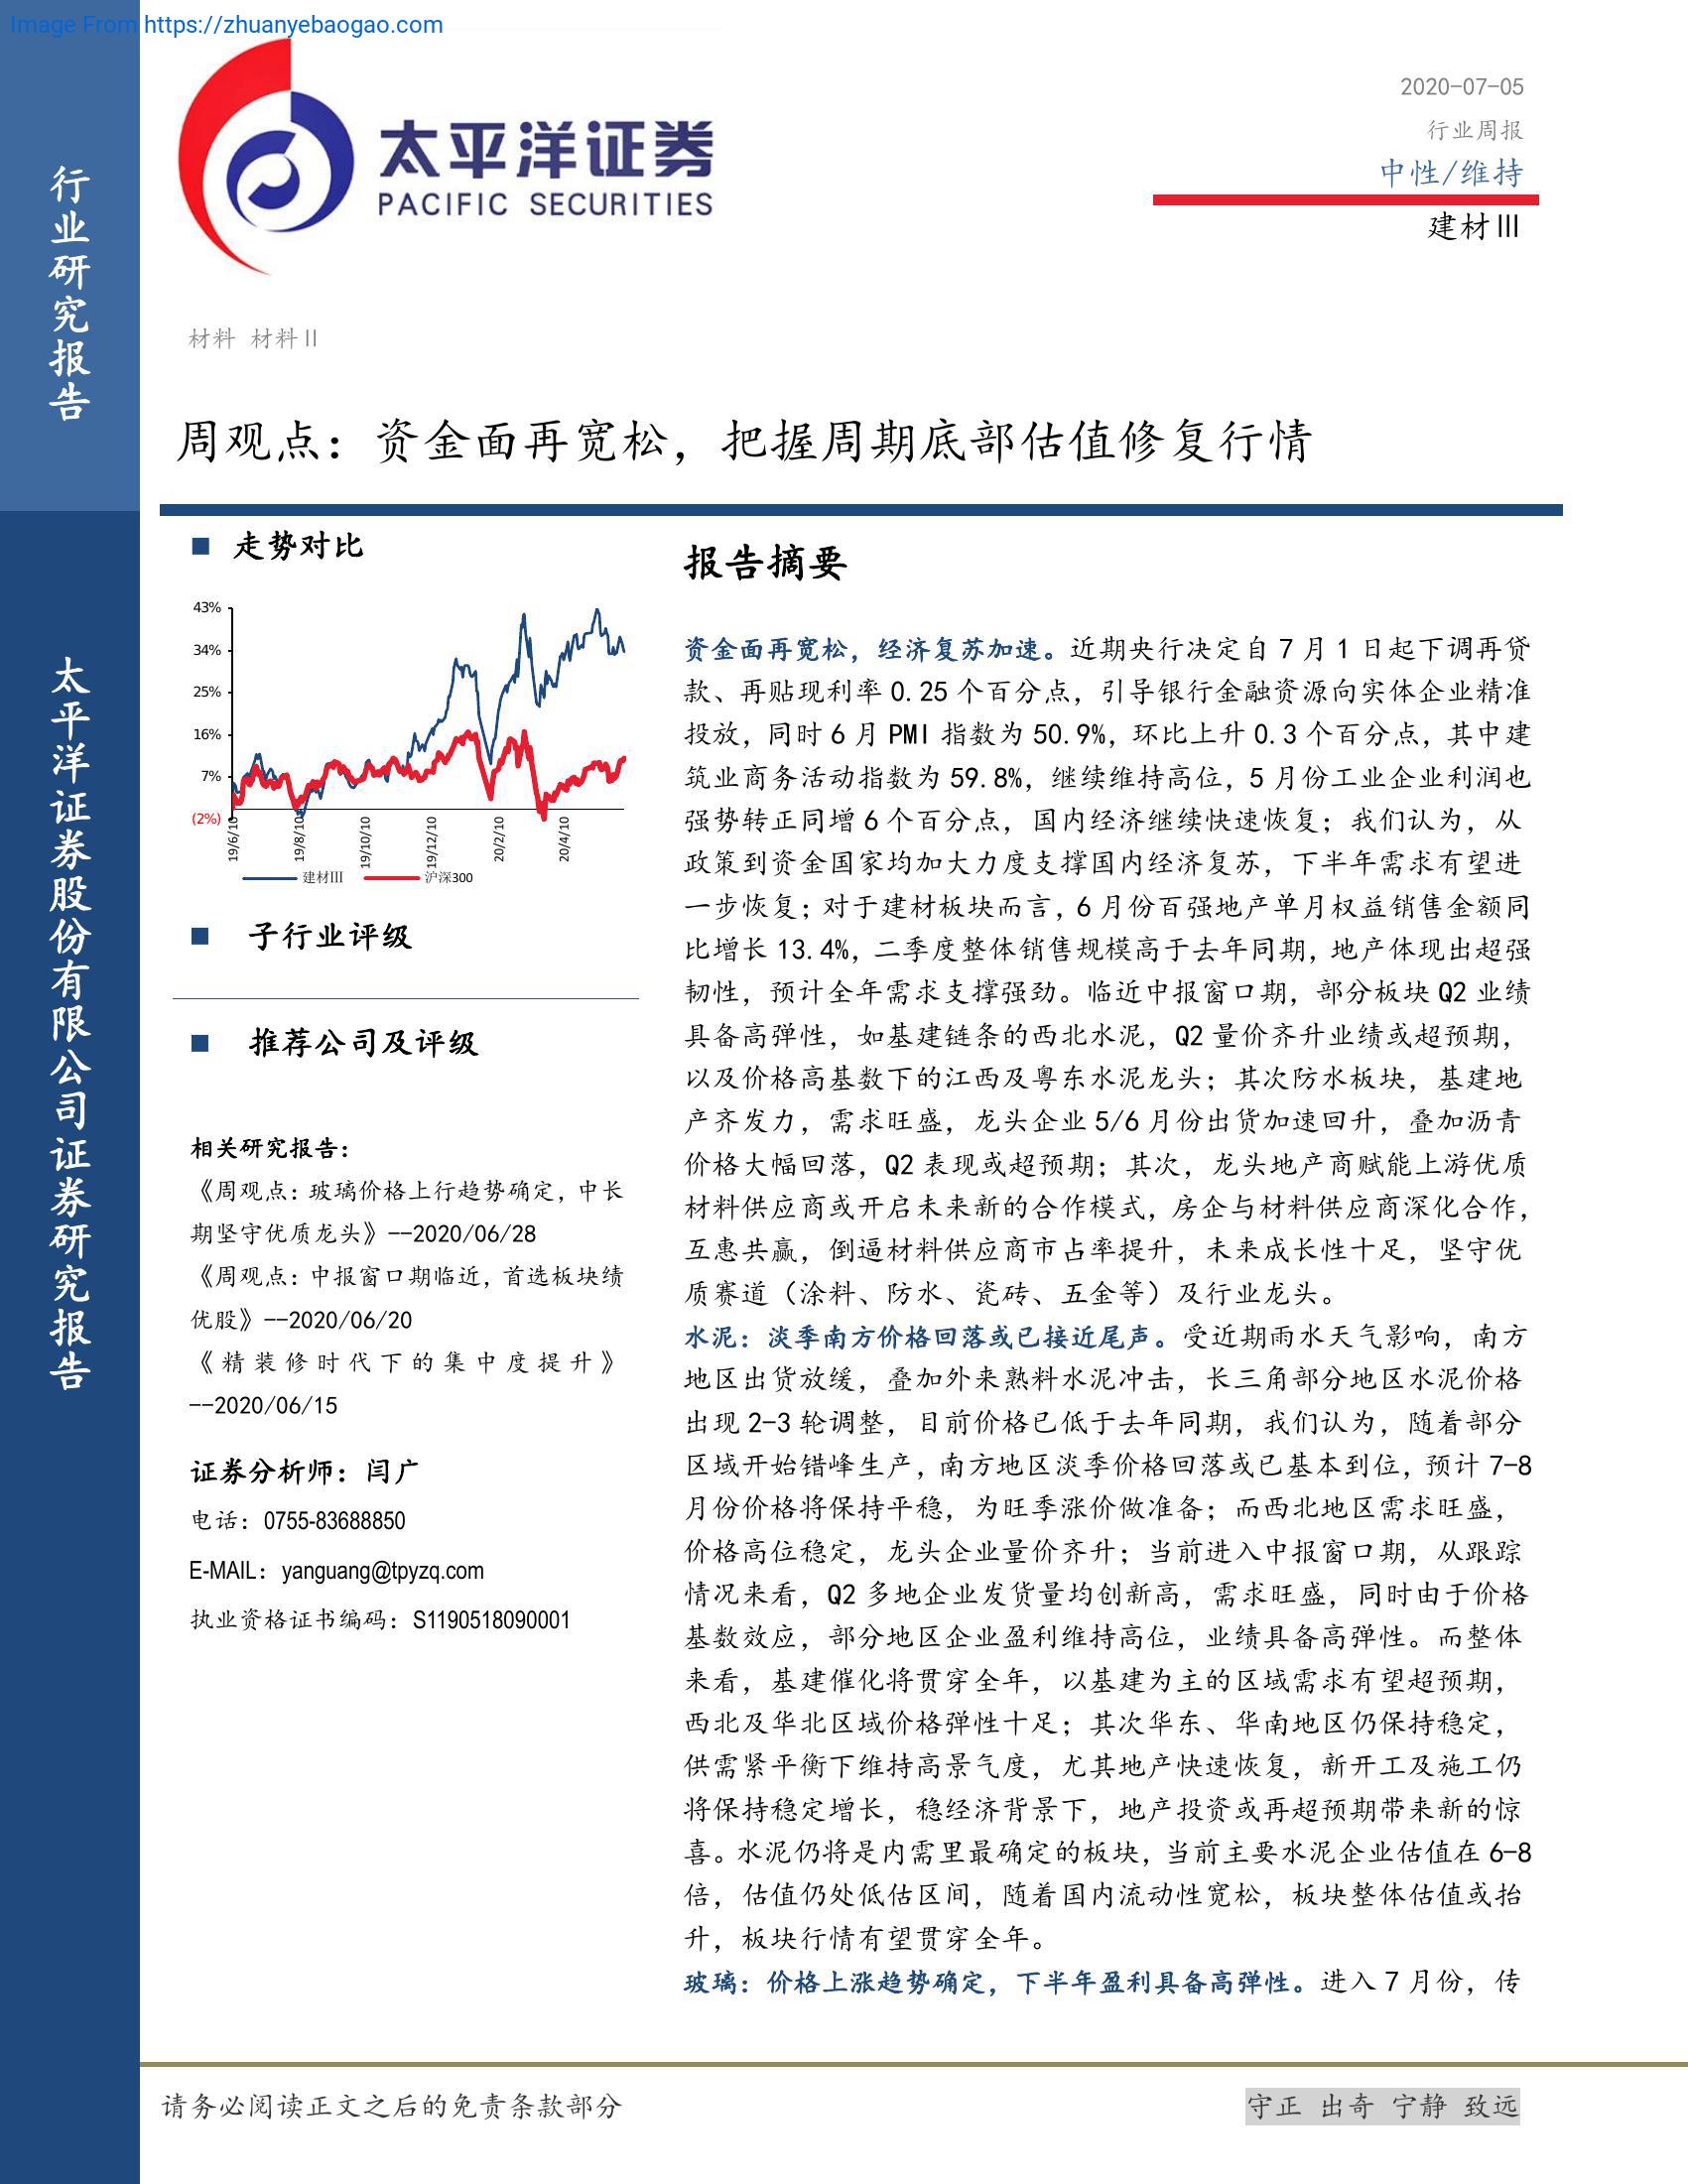 Image From https://zhuanyebaogao.com
行业研究报告
太平洋证券股份有限公司证券研究报告
太平洋证券
PACIFIC SECURITIES
2020-07-05
行业周报
中性/维持
建材III
材料 材料II
周观点：资金面再宽松，把握周期底部估值修复行情
■ 走势对比
43%
34%
25%
16%
7%
(2%)
19/6/10
19/8/10
19/10/10
19/12/10
20/2/10
20/4/10
建材III 沪深300
■ 子行业评级
■ 推荐公司及评级
相关研究报告：
《周观点：玻璃价格上行趋势确定，中长
期坚守优质龙头》--2020/06/28
《周观点：中报窗口期临近，首选板块绩
优股》--2020/06/20
《精装修时代下的集中度提升》
--2020/06/15
证券分析师：闫广
电话：0755-83688850
E-MAIL：yanguang@tpyzq.com
执业资格证书编码：S1190518090001
报告摘要
资金面再宽松，经济复苏加速。近期央行决定自 7 月 1 日起下调再贷
款、再贴现利率 0.25 个百分点，引导银行金融资源向实体企业精准
投放，同时 6 月 PMI 指数为 50.9%，环比上升 0.3 个百分点，其中建
筑业商务活动指数为 59.8%，继续维持高位，5 月份工业企业利润也
强势转正同增 6 个百分点，国内经济继续快速恢复；我们认为，从
政策到资金国家均加大力度支撑国内经济复苏，下半年需求有望进
一步恢复；对于建材板块而言，6 月份百强地产单月权益销售金额同
比增长 13.4%，二季度整体销售规模高于去年同期，地产体现出超强
韧性，预计全年需求支撑强劲。临近中报窗口期，部分板块 Q2 业绩
具备高弹性，如基建链条的西北水泥，Q2 量价齐升业绩或超预期，
以及价格高基数下的江西及粤东水泥龙头；其次防水板块，基建地
产齐发力，需求旺盛，龙头企业 5/6 月份出货加速回升，叠加沥青
价格大幅回落，Q2 表现或超预期；其次，龙头地产商赋能上游优质
材料供应商或开启未来新的合作模式，房企与材料供应商深化合作，
互惠共赢，倒逼材料供应商市占率提升，未来成长性十足，坚守优
质赛道（涂料、防水、瓷砖、五金等）及行业龙头。
水泥：淡季南方价格回落或已接近尾声。受近期雨水天气影响，南方
地区出货放缓，叠加外来熟料水泥冲击，长三角部分地区水泥价格
出现 2-3 轮调整，目前价格已低于去年同期，我们认为，随着部分
区域开始错峰生产，南方地区淡季价格回落或已基本到位，预计 7-8
月份价格将保持平稳，为旺季涨价做准备；而西北地区需求旺盛，
价格高位稳定，龙头企业量价齐升；当前进入中报窗口期，从跟踪
情况来看，Q2 多地企业发货量均创新高，需求旺盛，同时由于价格
基数效应，部分地区企业盈利维持高位，业绩具备高弹性。而整体
来看，基建催化将贯穿全年，以基建为主的区域需求有望超预期，
西北及华北区域价格弹性十足；其次华东、华南地区仍保持稳定，
供需紧平衡下维持高景气度，尤其地产快速恢复，新开工及施工仍
将保持稳定增长，稳经济背景下，地产投资或再超预期带来新的惊
喜。水泥仍将是内需里最确定的板块，当前主要水泥企业估值在 6-8
倍，估值仍处低估区间，随着国内流动性宽松，板块整体估值或抬
升，板块行情有望贯穿全年。
玻璃：价格上涨趋势确定，下半年盈利具备高弹性。进入 7 月份，传
请务必阅读正文之后的免责条款部分
守正 出奇 宁静 致远